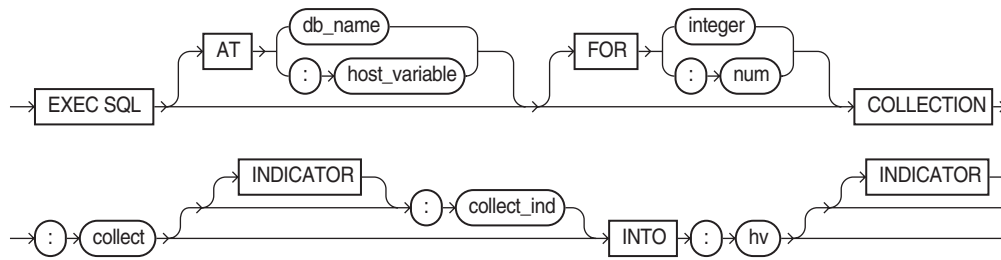 db_name integer
AT FOR
: host_variable : num
EXEC SQL COLLECTION
INDICATOR INDICATOR
: collect_ind
: collect INTO : hv